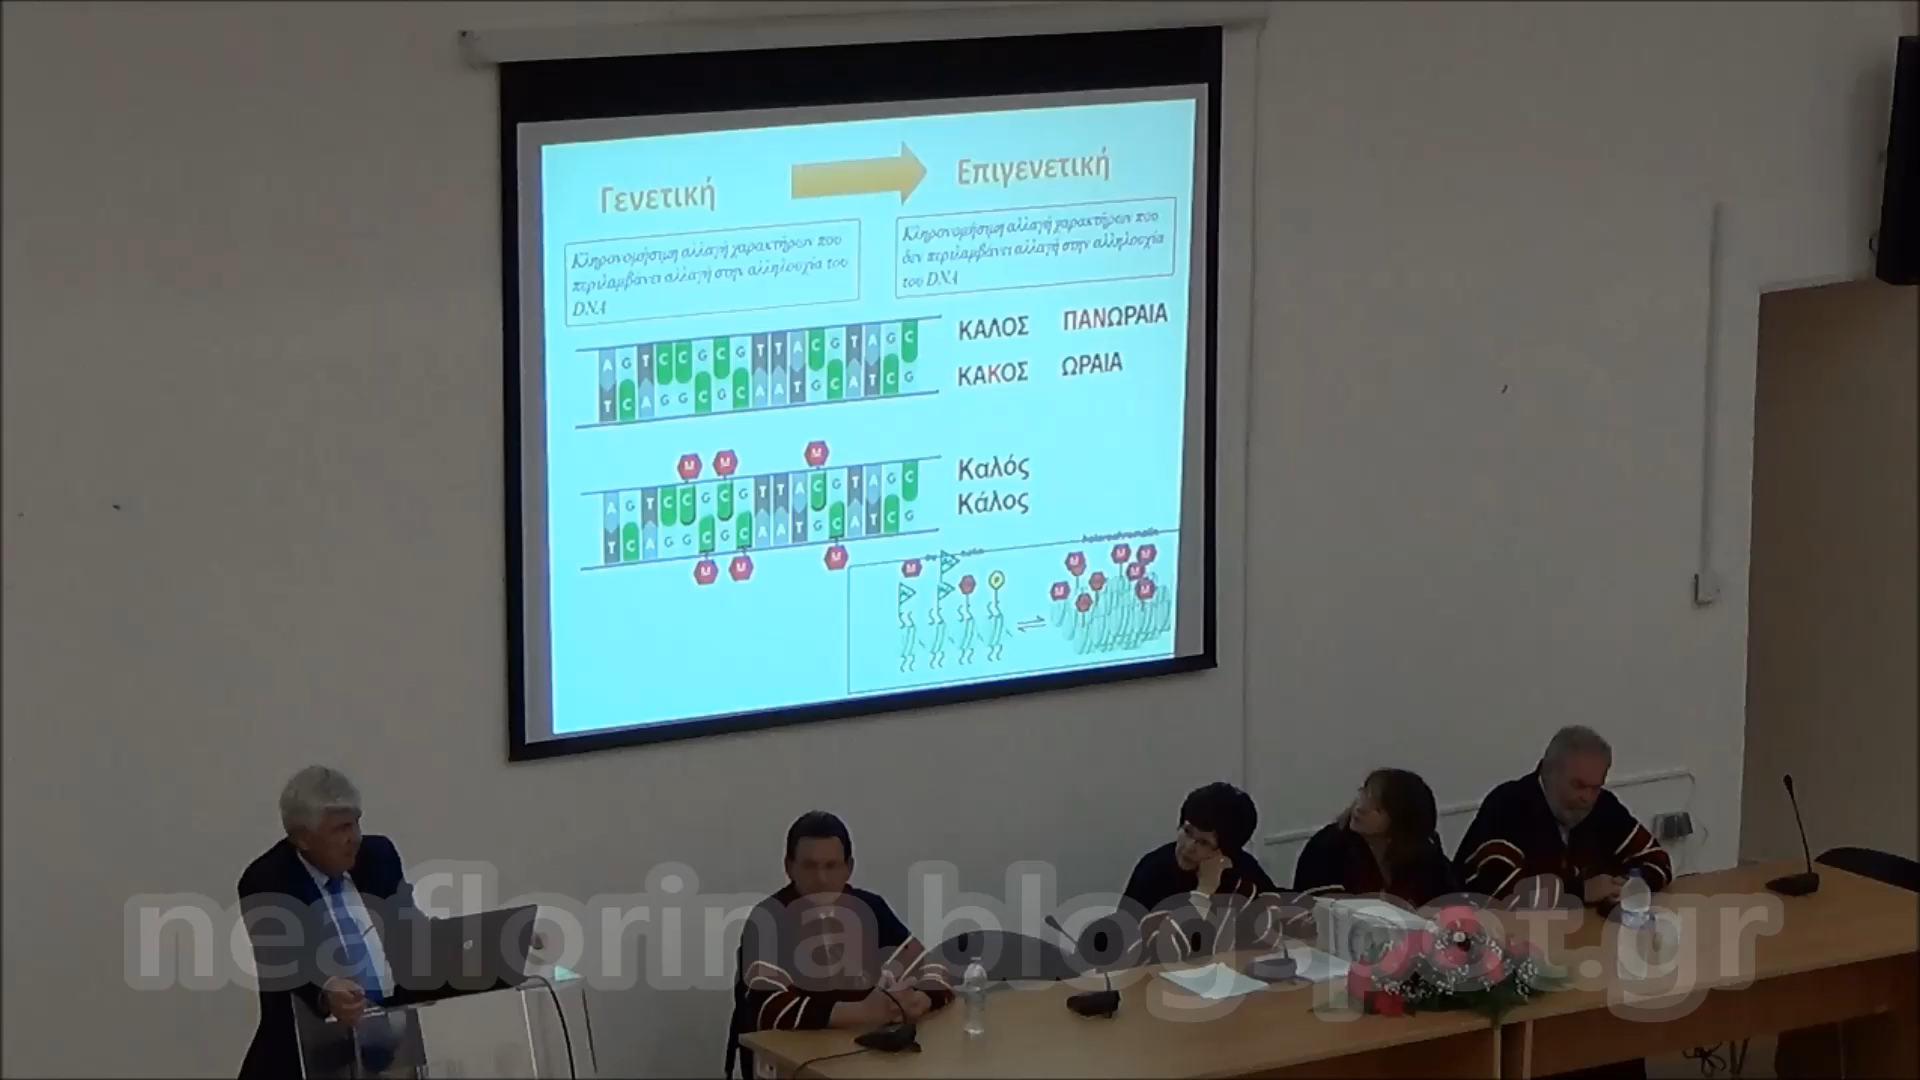 Γενετική
Επιγενετική
Κληρονομήσιμη αλλαγή χαρακτήρων που
περιλαμβάνει αλλαγή στην αλληλουχία του
DNA
Κληρονομήσιμη αλλαγή χαρακτήρων που
δεν περιλαμβάνει αλλαγή στην αλληλουχία
του DNA
A G T C C G C G T T A C G T A G C
T C A G G C G C A A T G C A T C G
ΚΑΛΟΣ ΠΑΝΩΡΑΙΑ
ΚΑΚΟΣ ΩΡΑΙΑ
M M M
A G T C C G C G T T A C G T A G C
T C A G G C G C A A T G C A T C G
M M M
Καλός
Κάλος
heterochromatin
neaflorina.blogspot.gr